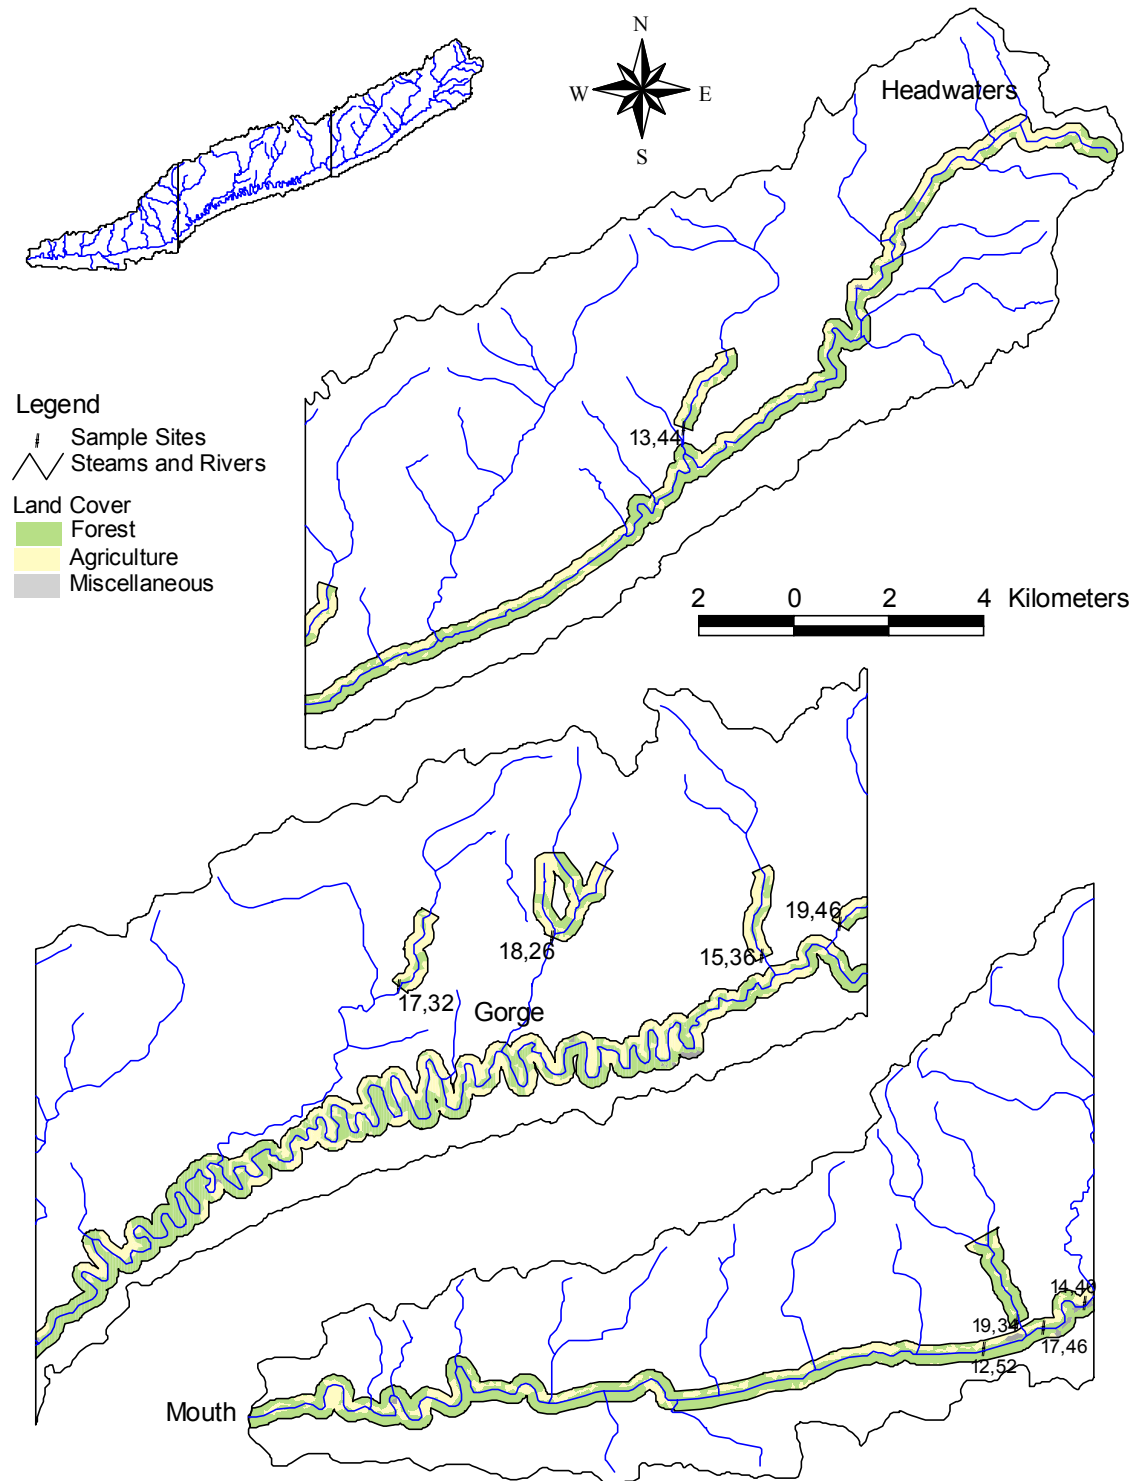 N
W E
S
Headwaters
Legend
Sample Sites
Steams and Rivers
Land Cover
Forest
Agriculture
Miscellaneous
13,44
2 0 2 4 Kilometers
19,46
18,26
15,36
17,32
Gorge
14,40
19,34
17,46
12,52
Mouth